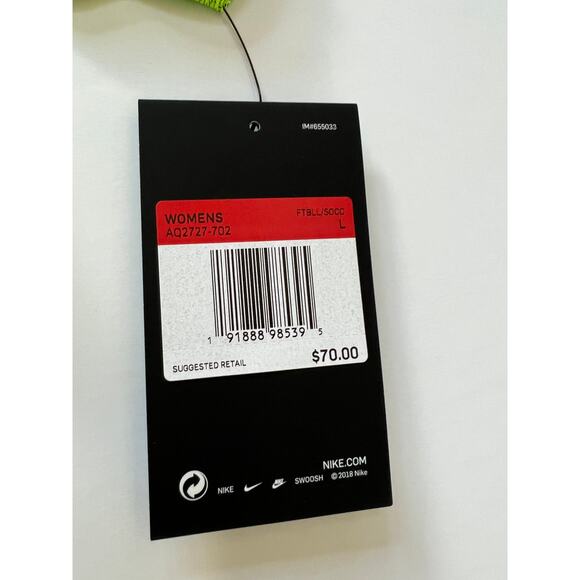 IM#655033
WOMENS FTBLL/SOCC
AQ2727-702 L
1 91888 98539 5
SUGGESTED RETAIL $70.00
NIKE.COM
NIKE SWOOSH © 2018 Nike